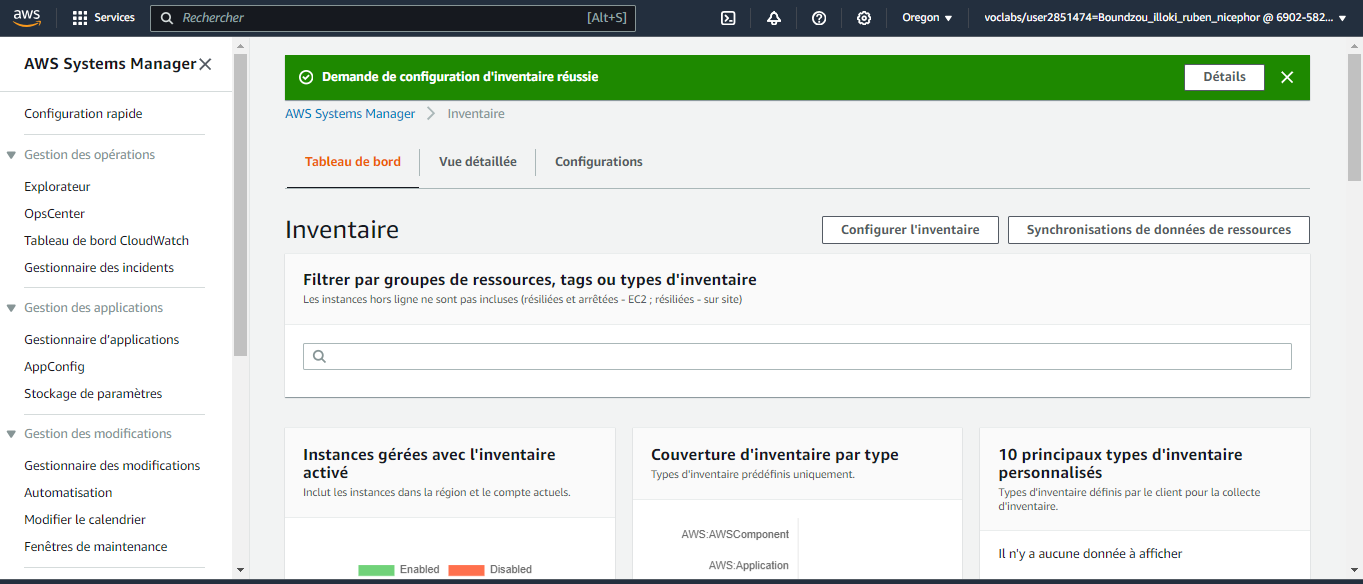 aws
Services
Rechercher
[Alt+S]
Oregon
voclabs/user2851474=Boundzou_illoki_ruben_nicephor @ 6902-582...
AWS Systems Manager
Configuration rapide
Gestion des opérations
Explorateur
OpsCenter
Tableau de bord CloudWatch
Gestionnaire des incidents
Gestion des applications
Gestionnaire d'applications
AppConfig
Stockage de paramètres
Gestion des modifications
Gestionnaire des modifications
Automatisation
Modifier le calendrier
Fenêtres de maintenance
Demande de configuration d'inventaire réussie
Détails
AWS Systems Manager
Inventaire
Tableau de bord
Vue détaillée
Configurations
Inventaire
Configurer l'inventaire
Synchronisations de données de ressources
Filtrer par groupes de ressources, tags ou types d'inventaire
Les instances hors ligne ne sont pas incluses (résiliées et arrêtées - EC2 ; résiliées - sur site)
Instances gérées avec l'inventaire
activé
Inclut les instances dans la région et le compte actuels.
Enabled
Disabled
Couverture d'inventaire par type
Types d'inventaire prédéfinis uniquement.
AWS:AWSComponent
AWS:Application
10 principaux types d'inventaire
personnalisés
Types d'inventaire définis par le client pour la collecte
d'inventaire.
Il n'y a aucune donnée à afficher